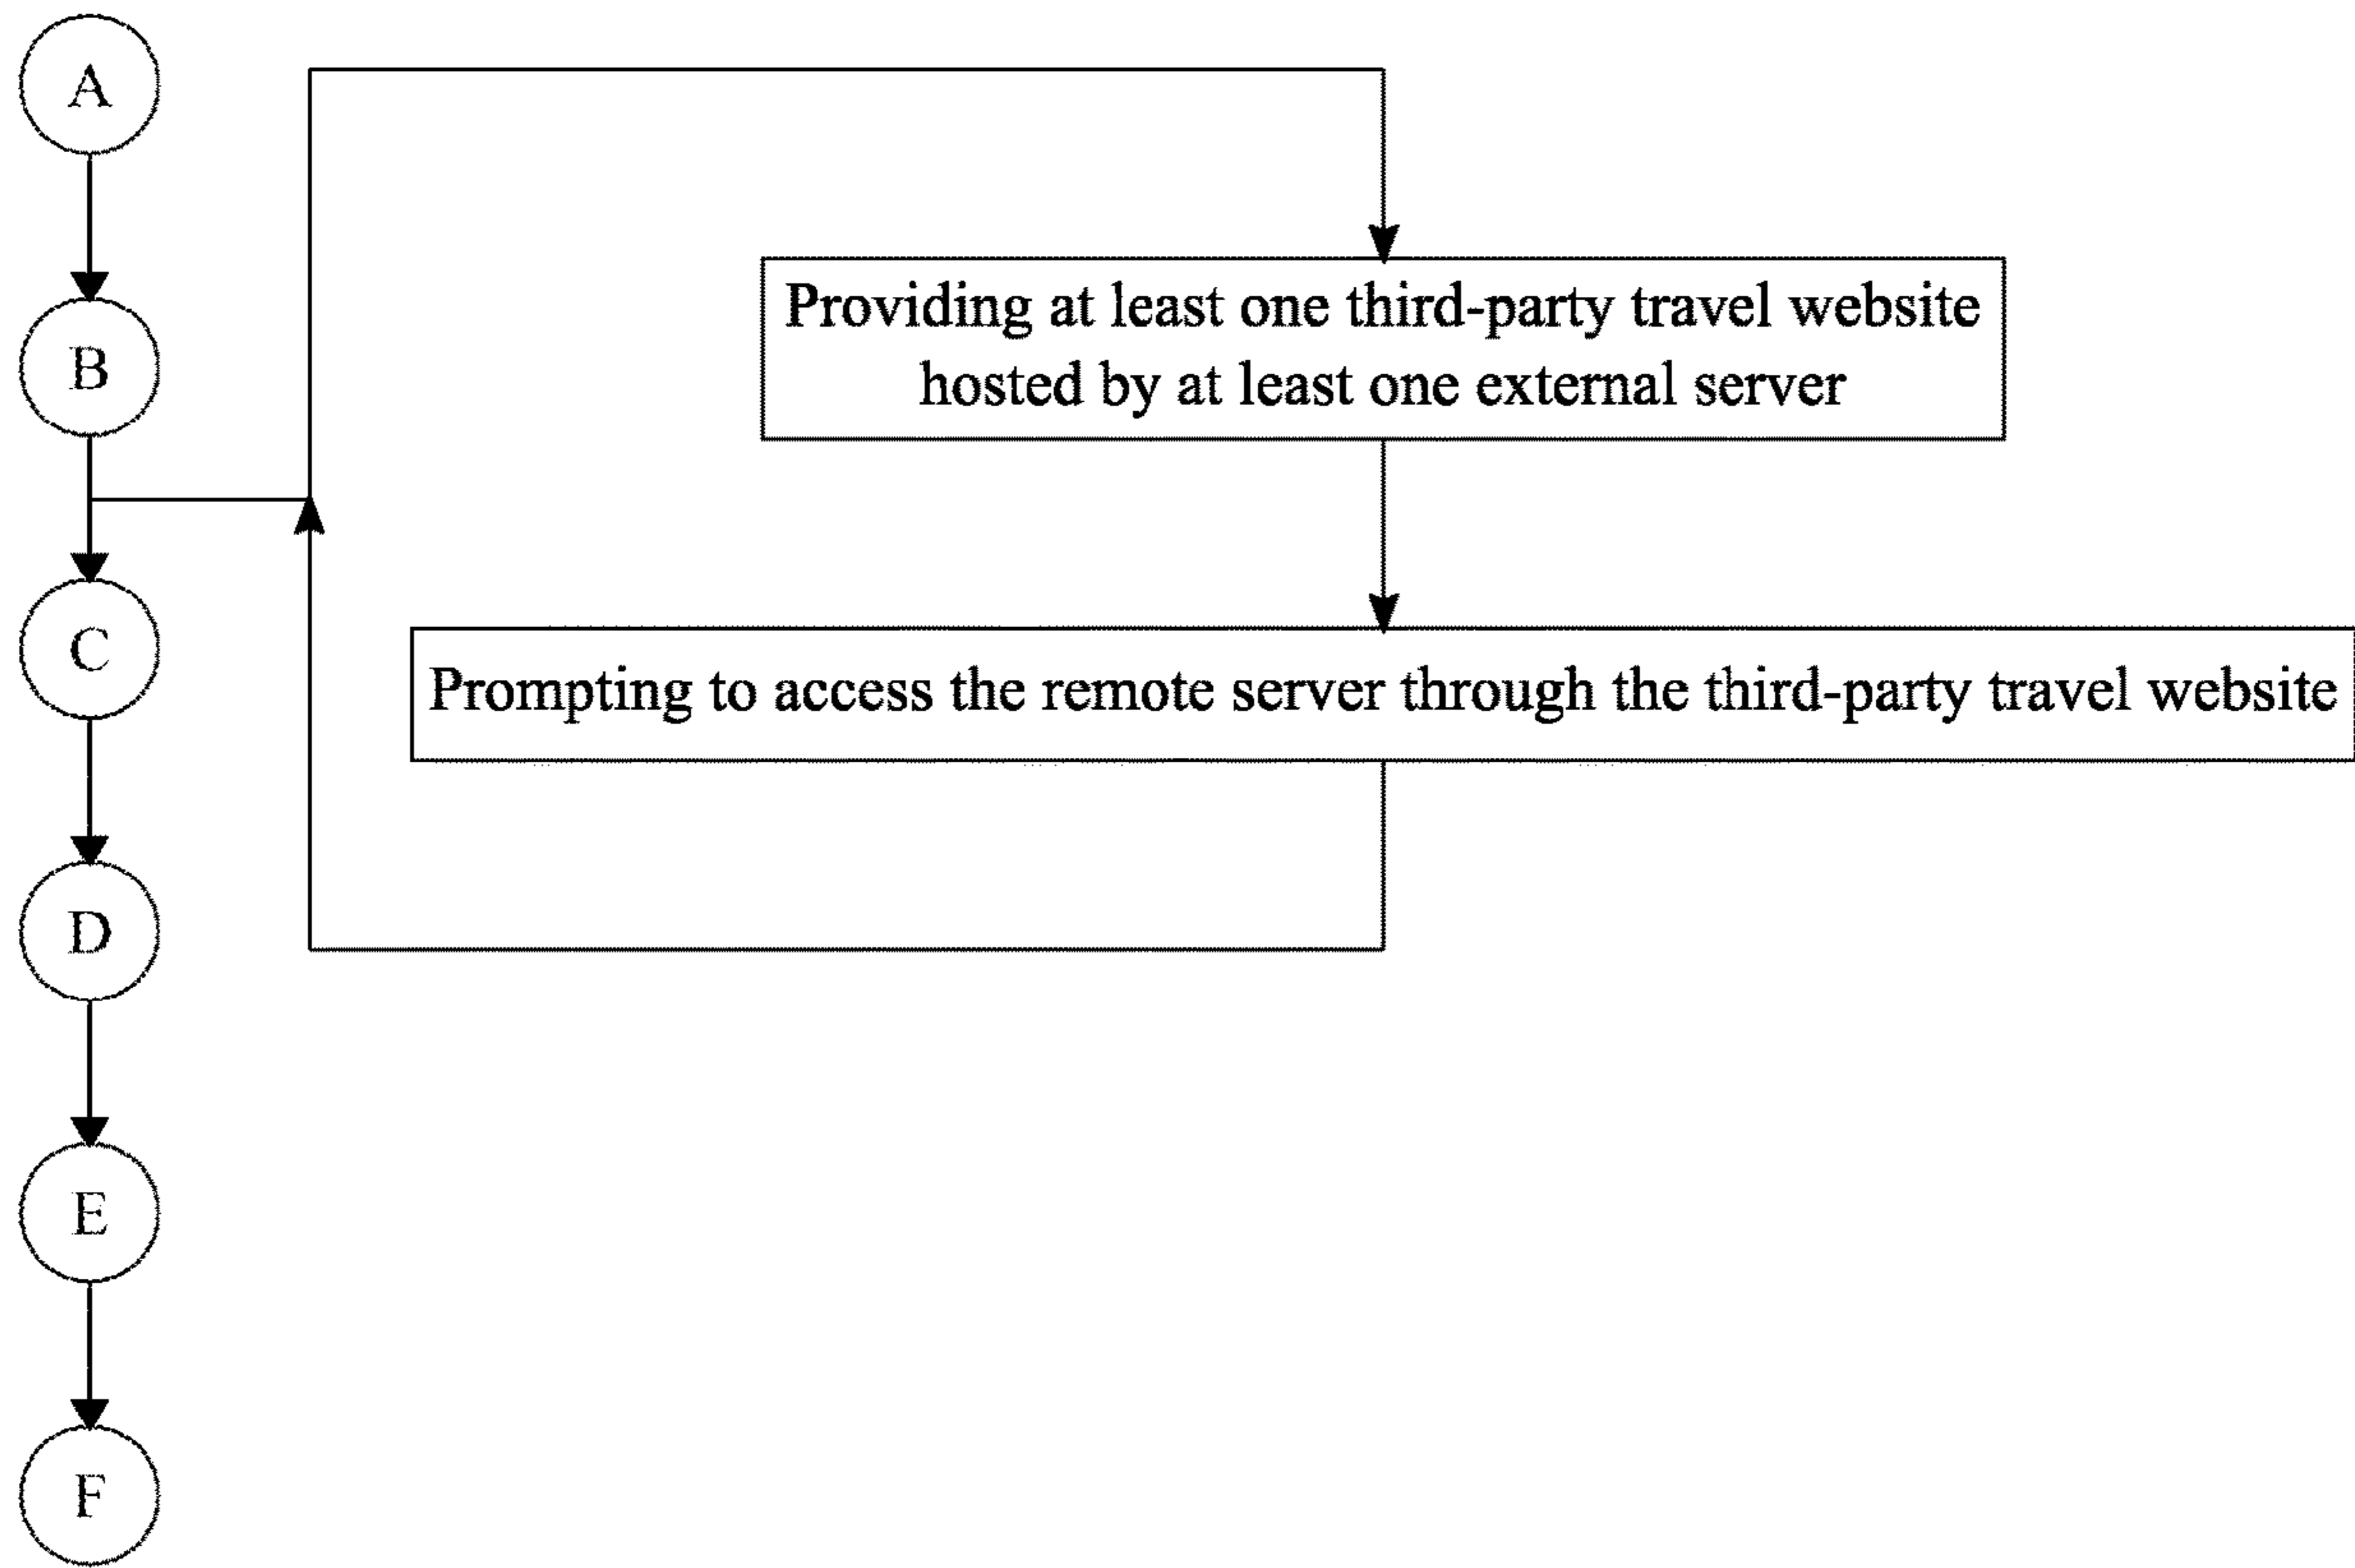 A
B
C
D
E
F
Providing at least one third-party travel website
hosted by at least one external server
Prompting to access the remote server through the third-party travel website